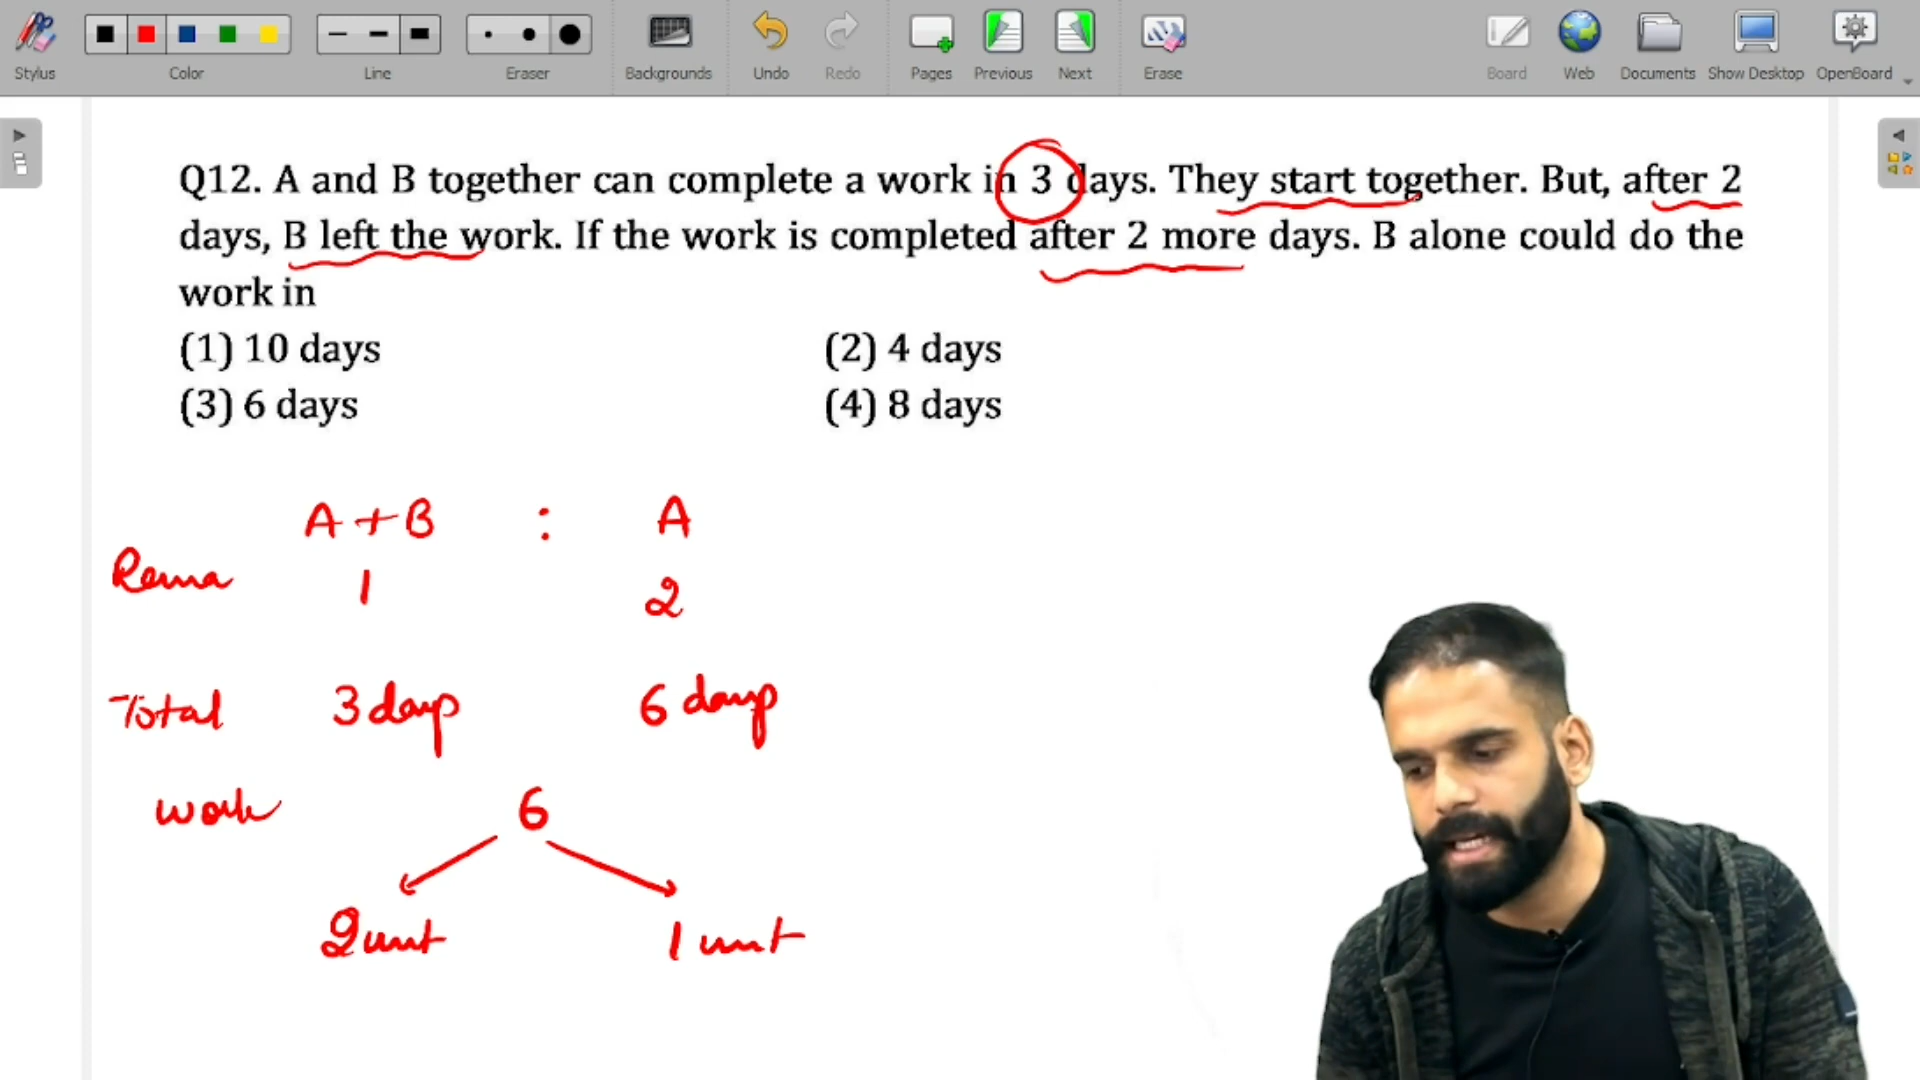 Stylus
Color
Line
Eraser
Backgrounds
Undo
Redo
Pages
Previous
Next
Erase
Board
Web
Documents
Show Desktop
OpenBoard
Q12. A and B together can complete a work in 3 days. They start together. But, after 2
days, B left the work. If the work is completed after 2 more days. B alone could do the
work in
(1) 10 days
(2) 4 days
(3) 6 days
(4) 8 days
A + B : A
Rema 1 2
Total 3 days 6 days
work 6
2 unit 1 unit